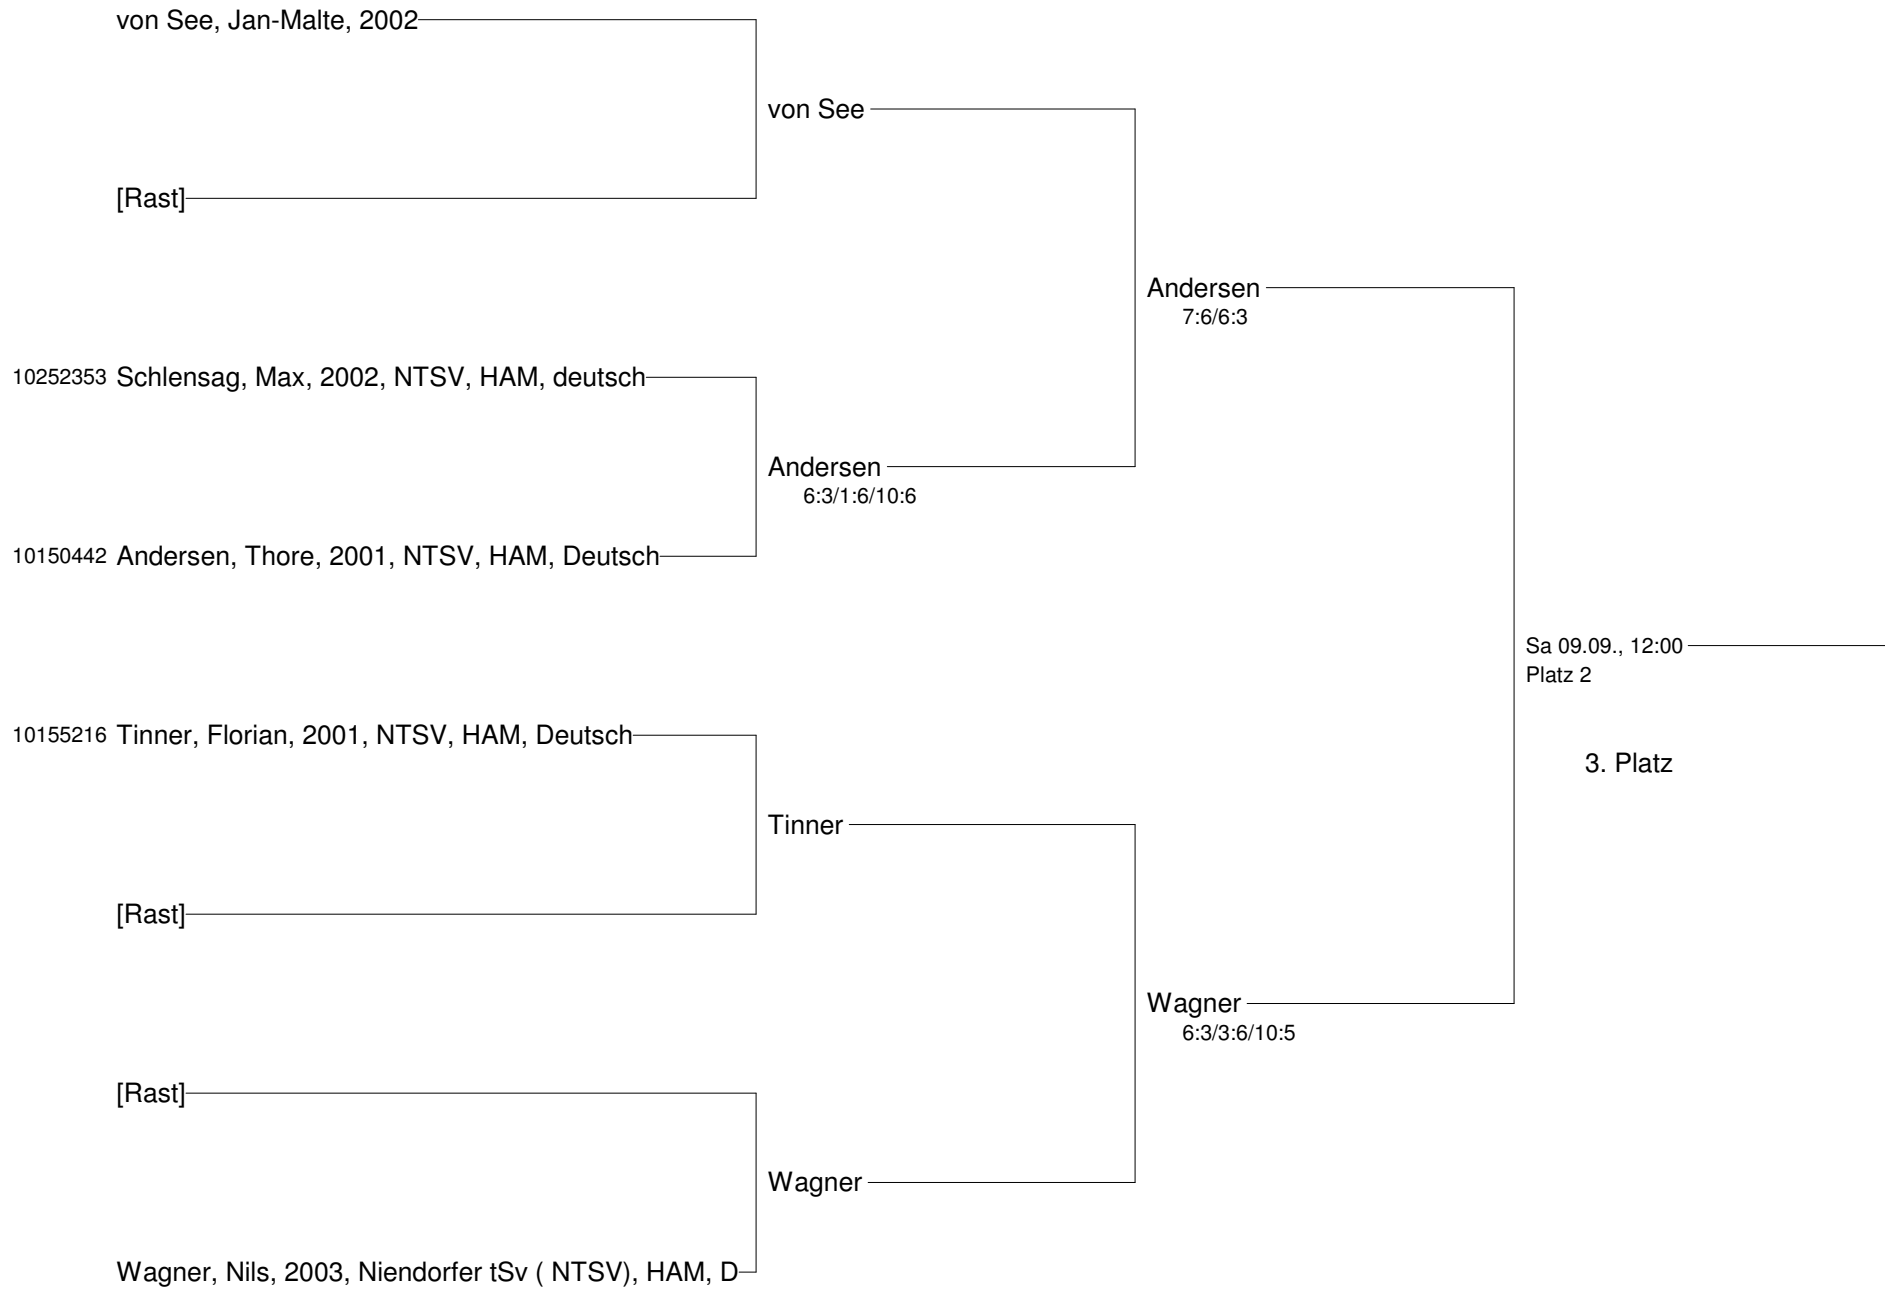 von See, Jan-Malte, 2002
von See
[Rast]
Andersen
7:6/6:3
10252353 Schlensag, Max, 2002, NTSV, HAM, deutsch
Andersen
6:3/1:6/10:6
10150442 Andersen, Thore, 2001, NTSV, HAM, Deutsch
Sa 09.09., 12:00
Platz 2
10155216 Tinner, Florian, 2001, NTSV, HAM, Deutsch
3. Platz
Tinner
[Rast]
Wagner
6:3/3:6/10:5
[Rast]
Wagner
Wagner, Nils, 2003, Niendorfer tSv ( NTSV), HAM, D